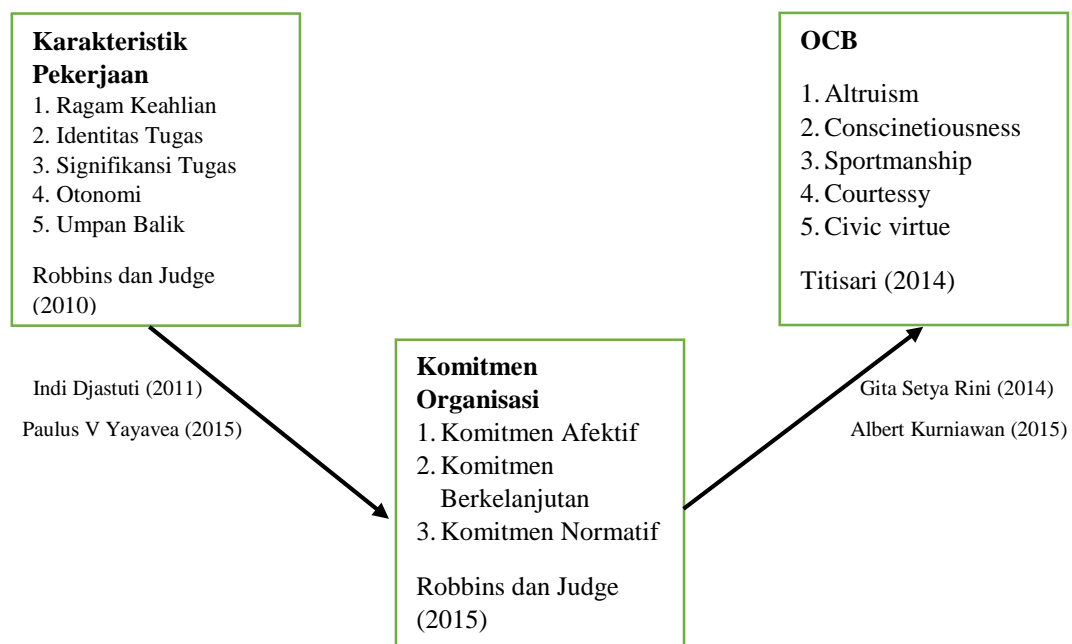 Karakteristik
Pekerjaan
1. Ragam Keahlian
2. Identitas Tugas
3. Signifikansi Tugas
4. Otonomi
5. Umpan Balik
Robbins dan Judge
(2010)
OCB
1. Altruism
2. Conscinetiousness
3. Sportmanship
4. Courtessy
5. Civic virtue
Titisari (2014)
Indi Djastuti (2011)
Paulus V Yayavea (2015)
Komitmen
Organisasi
1. Komitmen Afektif
2. Komitmen
Berkelanjutan
3. Komitmen Normatif
Robbins dan Judge
(2015)
Gita Setya Rini (2014)
Albert Kurniawan (2015)